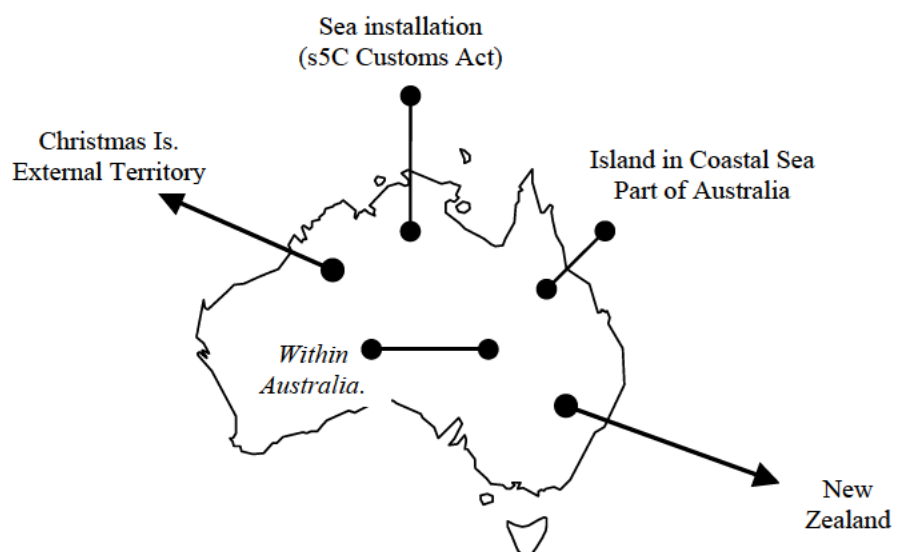 Sea installation
(s5C Customs Act)
Christmas Is.
External Territory
Island in Coastal Sea
Part of Australia
Within
Australia.
New
Zealand